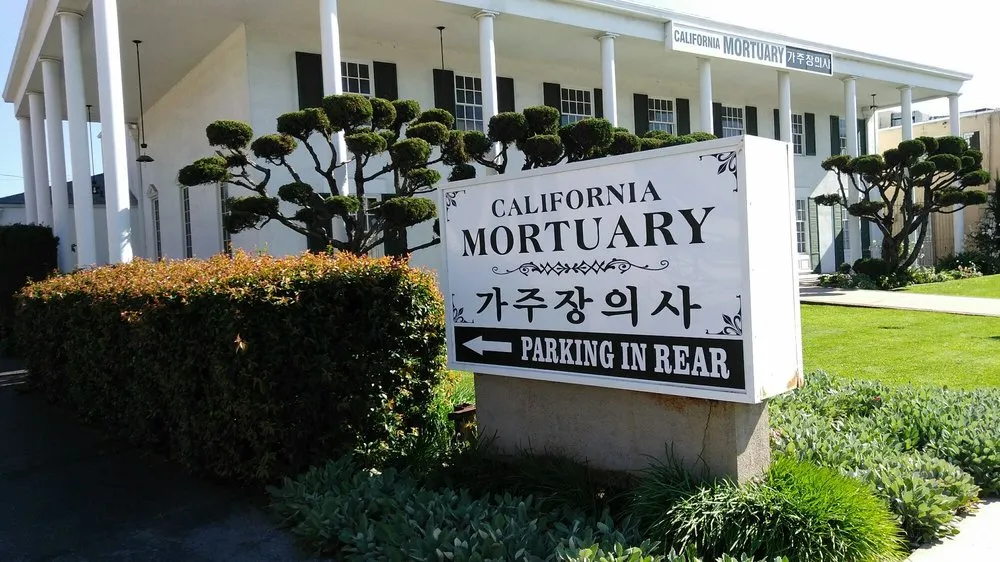 CALIFORNIA MORTUARY 가주장의사
CALIFORNIA
MORTUARY
가주장의사
PARKING IN REAR